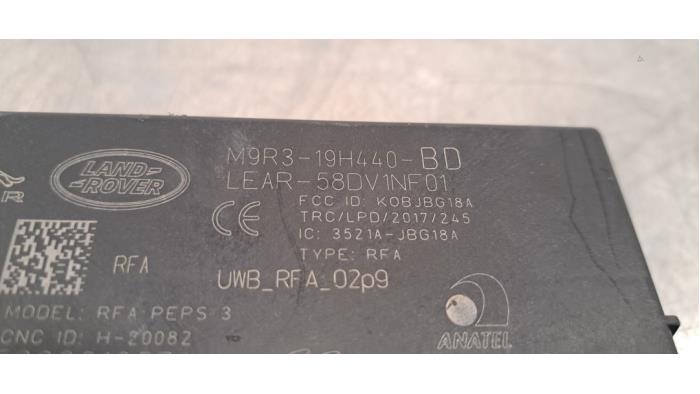 M9R3-19H440-BD
LEAR-58DV1NF01
LAND-
-ROVER
FCC ID: KOBJBG18A
TRC/LPD/2017/245
IC: 3521A-JBG18A
TYPE: RFA
RFA
UWB_RFA_02p9
MODEL: RFA PEPS 3
CNC ID: H-20082
ANATEL